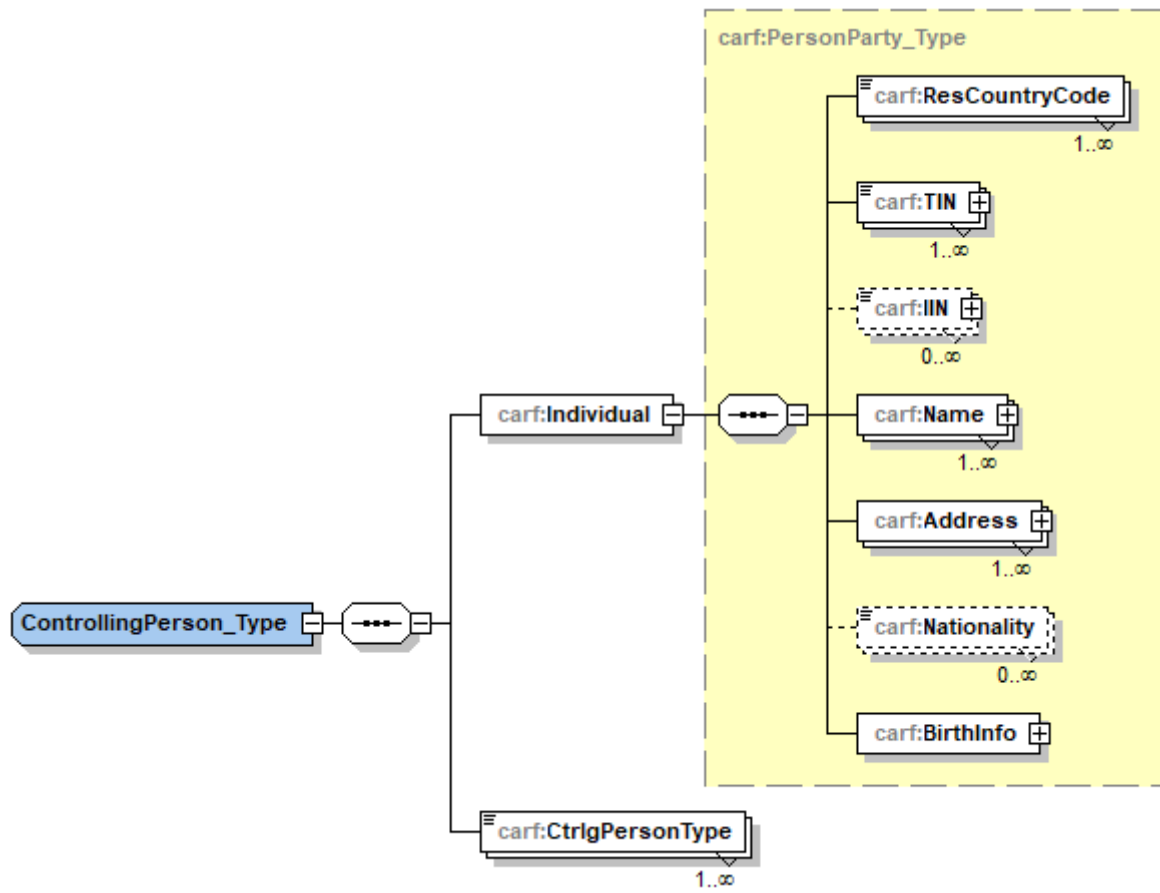 carf:PersonParty_Type
carf:ResCountryCode
1..∞
carf:TIN
1..∞
carf:IIN
0..∞
carf:Individual
carf:Name
1..∞
carf:Address
1..∞
ControllingPerson_Type
carf:Nationality
0..∞
carf:BirthInfo
carf:CtrlgPersonType
1..∞